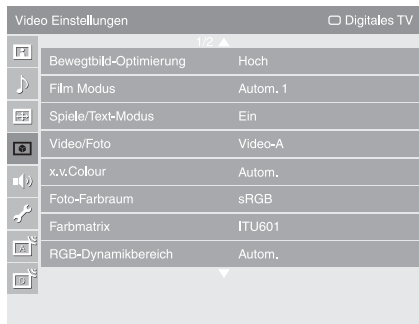 Video Einstellungen Digitales TV
1/2
Bewegtbild-Optimierung Hoch
Film Modus Autom. 1
Spiele/Text-Modus Ein
Video/Foto Video-A
x.v.Colour Autom.
Foto-Farbraum sRGB
Farbmatrix ITU601
RGB-Dynamikbereich Autom.
A
D